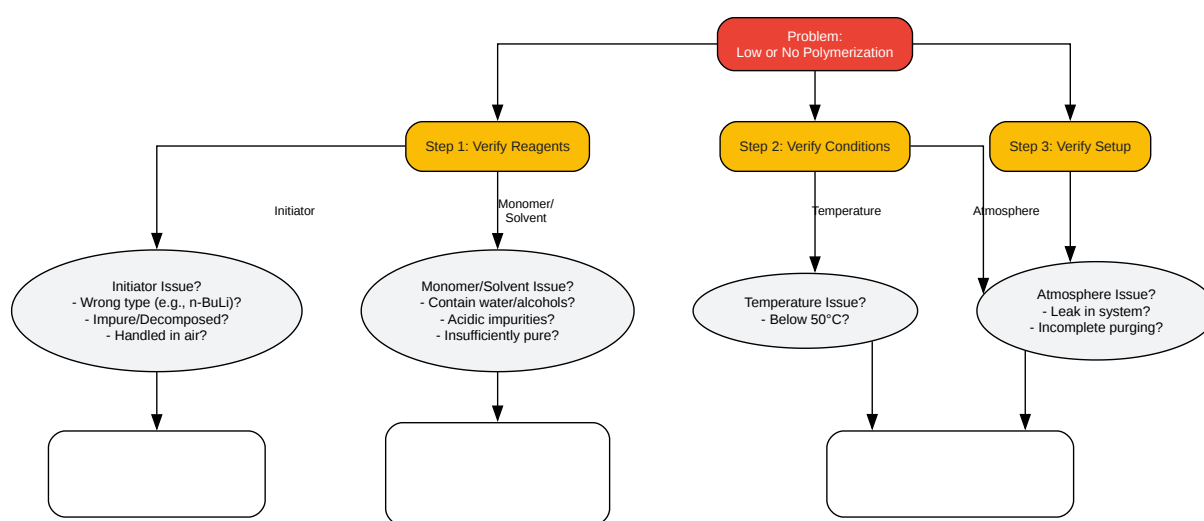 Problem:
Low or No Polymerization
Step 1: Verify Reagents
Step 2: Verify Conditions
Step 3: Verify Setup
Initiator
Monomer/
Solvent
Temperature
Atmosphere
Initiator Issue?
- Wrong type (e.g., n-BuLi)?
- Impure/Decomposed?
- Handled in air?
Monomer/Solvent Issue?
- Contain water/alcohols?
- Acidic impurities?
- Insufficiently pure?
Temperature Issue?
- Below 50°C?
Atmosphere Issue?
- Leak in system?
- Incomplete purging?